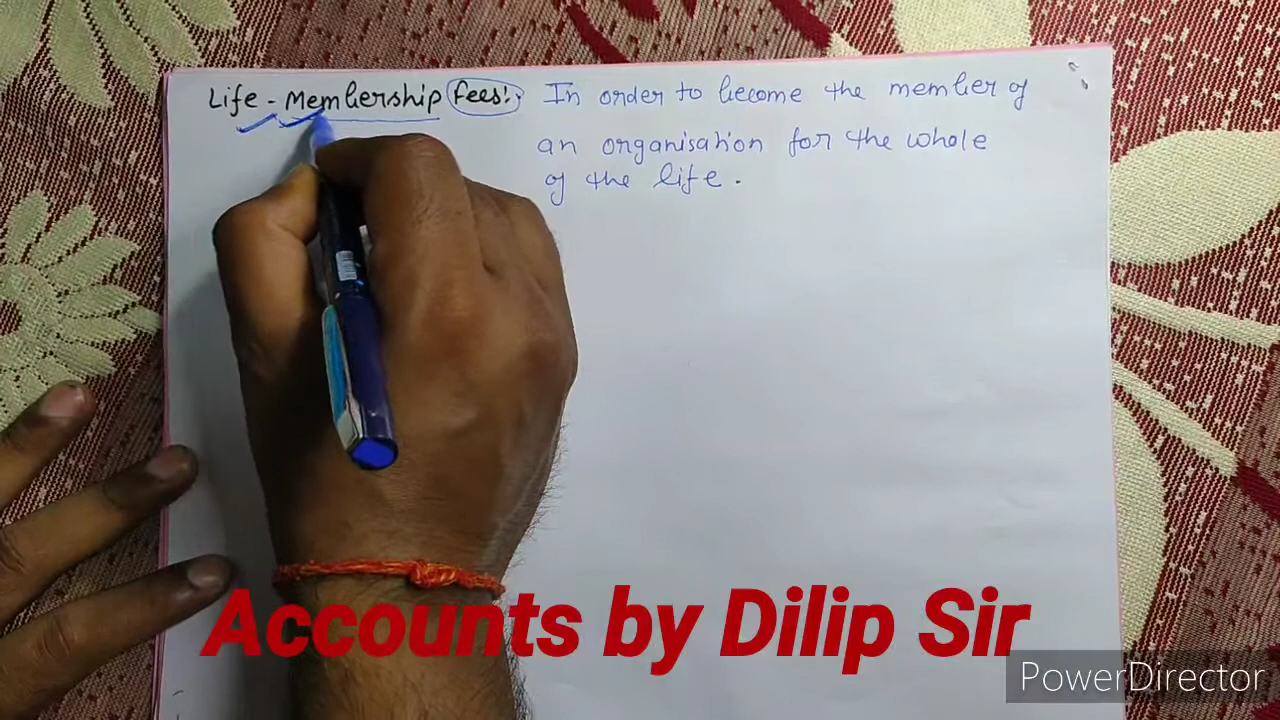 Life - Membership Fees:- In order to become the member of
an organisation for the whole
of the life.
Accounts by Dilip Sir
PowerDirector